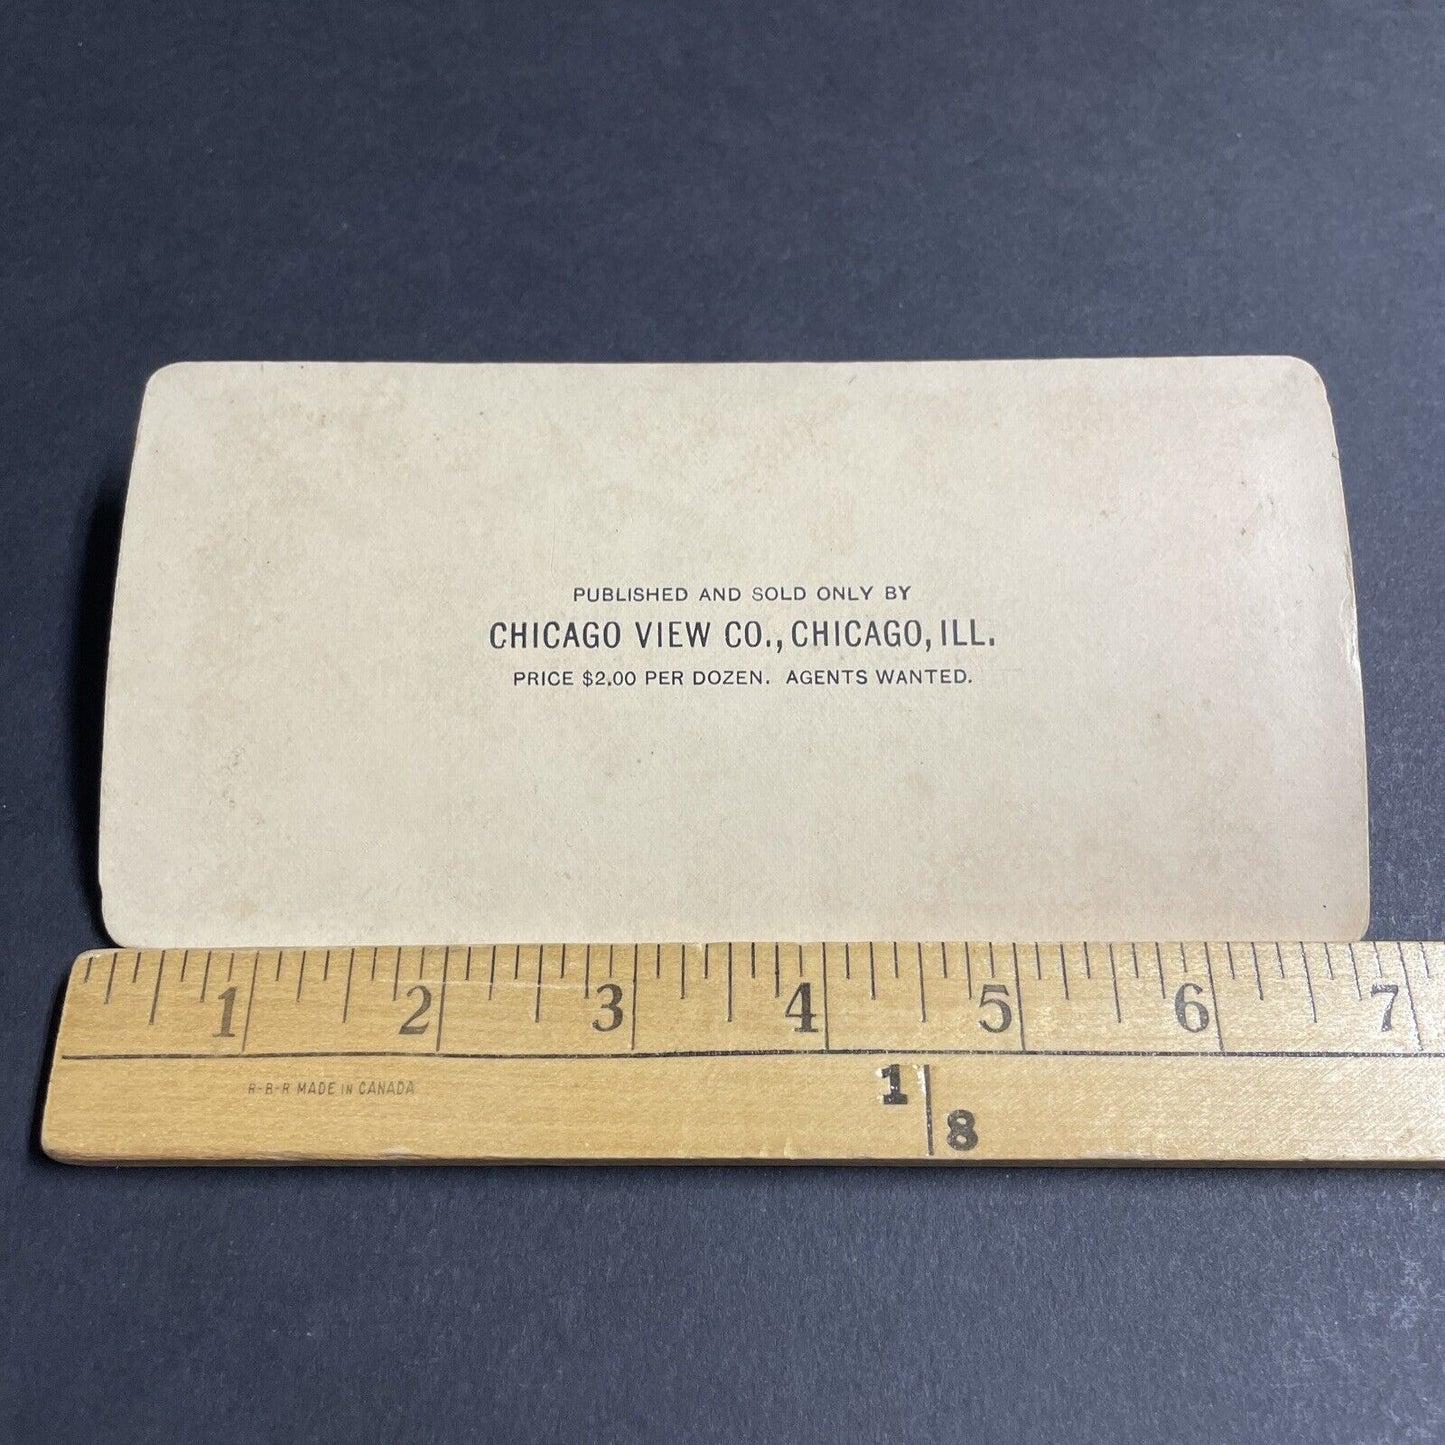 PUBLISHED AND SOLD ONLY BY
CHICAGO VIEW CO., CHICAGO, ILL.
PRICE $2.00 PER DOZEN. AGENTS WANTED.
1 2 3 4 5 6 7
R-B-R MADE IN CANADA
1 8